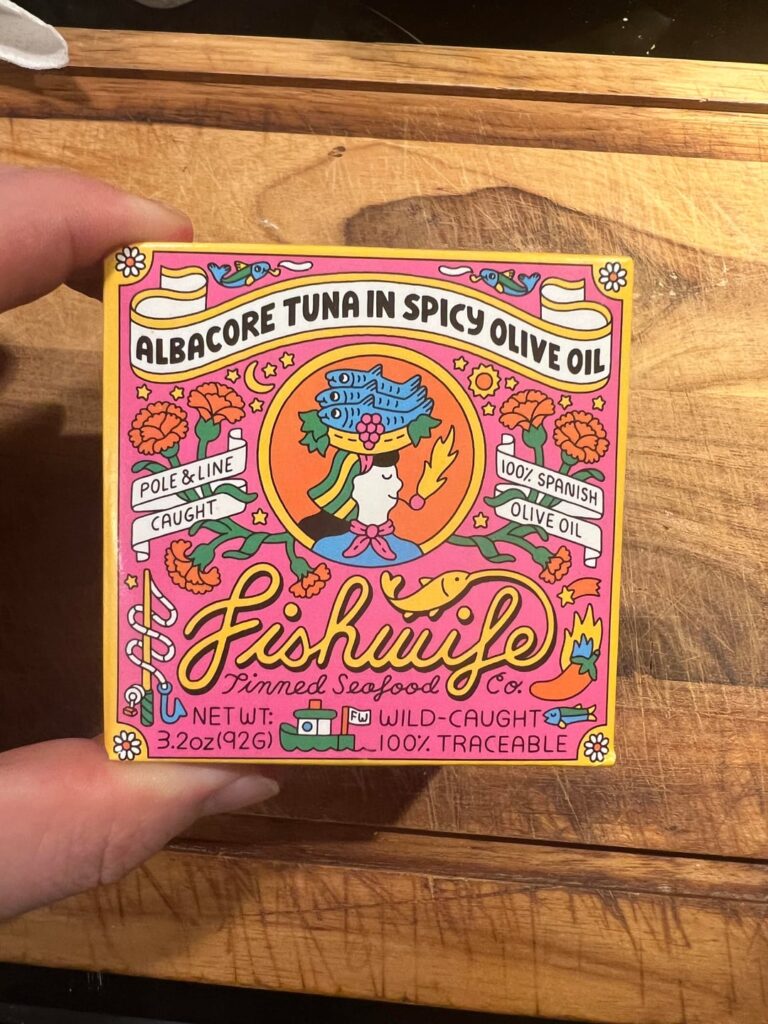 ALBACORE TUNA IN SPICY OLIVE OIL
POLE & LINE
CAUGHT
100% SPANISH
OLIVE OIL
Fishwife
Tinned Seafood Co.
NET WT:
3.2oz(92G)
FW
WILD-CAUGHT
100% TRACEABLE